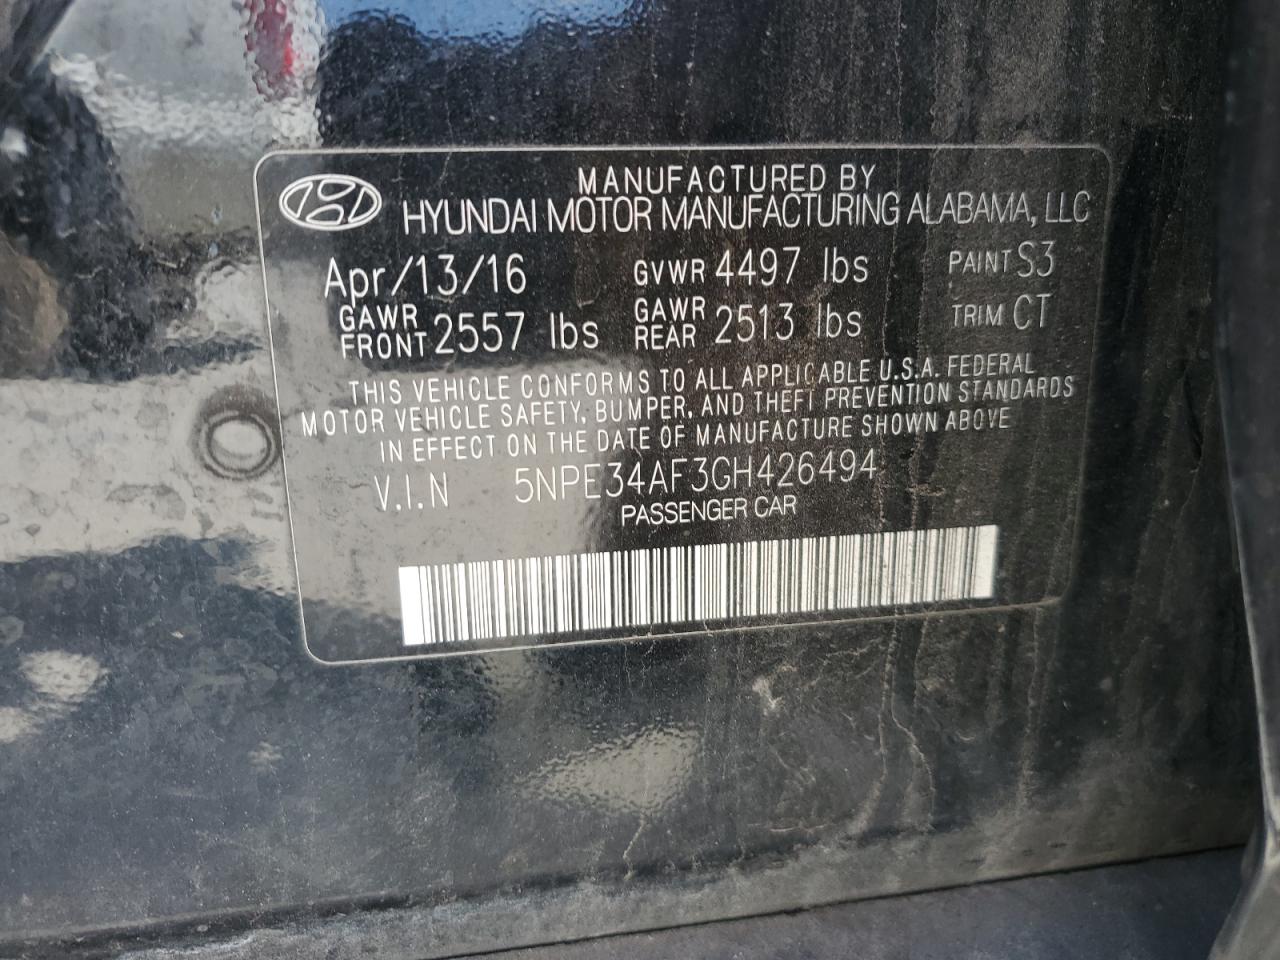 MANUFACTURED BY
HYUNDAI MOTOR MANUFACTURING ALABAMA, LLC
Apr/13/16 GVWR 4497 lbs PAINT S3
GAWR FRONT 2557 lbs GAWR REAR 2513 lbs TRIM CT
THIS VEHICLE CONFORMS TO ALL APPLICABLE U.S.A. FEDERAL
MOTOR VEHICLE SAFETY, BUMPER, AND THEFT PREVENTION STANDARDS
IN EFFECT ON THE DATE OF MANUFACTURE SHOWN ABOVE
V.I.N 5NPE34AF3GH426494
PASSENGER CAR